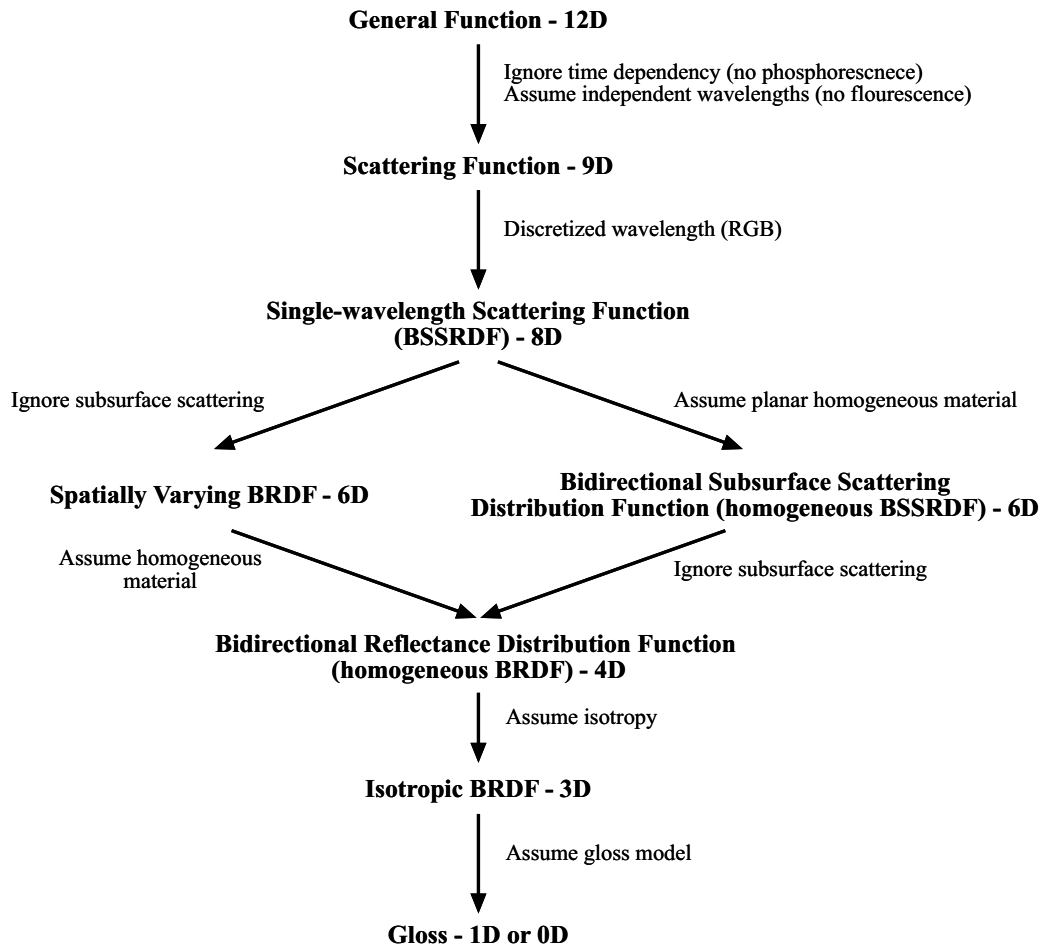 General Function - 12D
Ignore time dependency (no phosphorescnece)
Assume independent wavelengths (no flourescence)
Scattering Function - 9D
Discretized wavelength (RGB)
Single-wavelength Scattering Function
(BSSRDF) - 8D
Ignore subsurface scattering
Assume planar homogeneous material
Spatially Varying BRDF - 6D
Bidirectional Subsurface Scattering
Distribution Function (homogeneous BSSRDF) - 6D
Assume homogeneous
material
Ignore subsurface scattering
Bidirectional Reflectance Distribution Function
(homogeneous BRDF) - 4D
Assume isotropy
Isotropic BRDF - 3D
Assume gloss model
Gloss - 1D or 0D